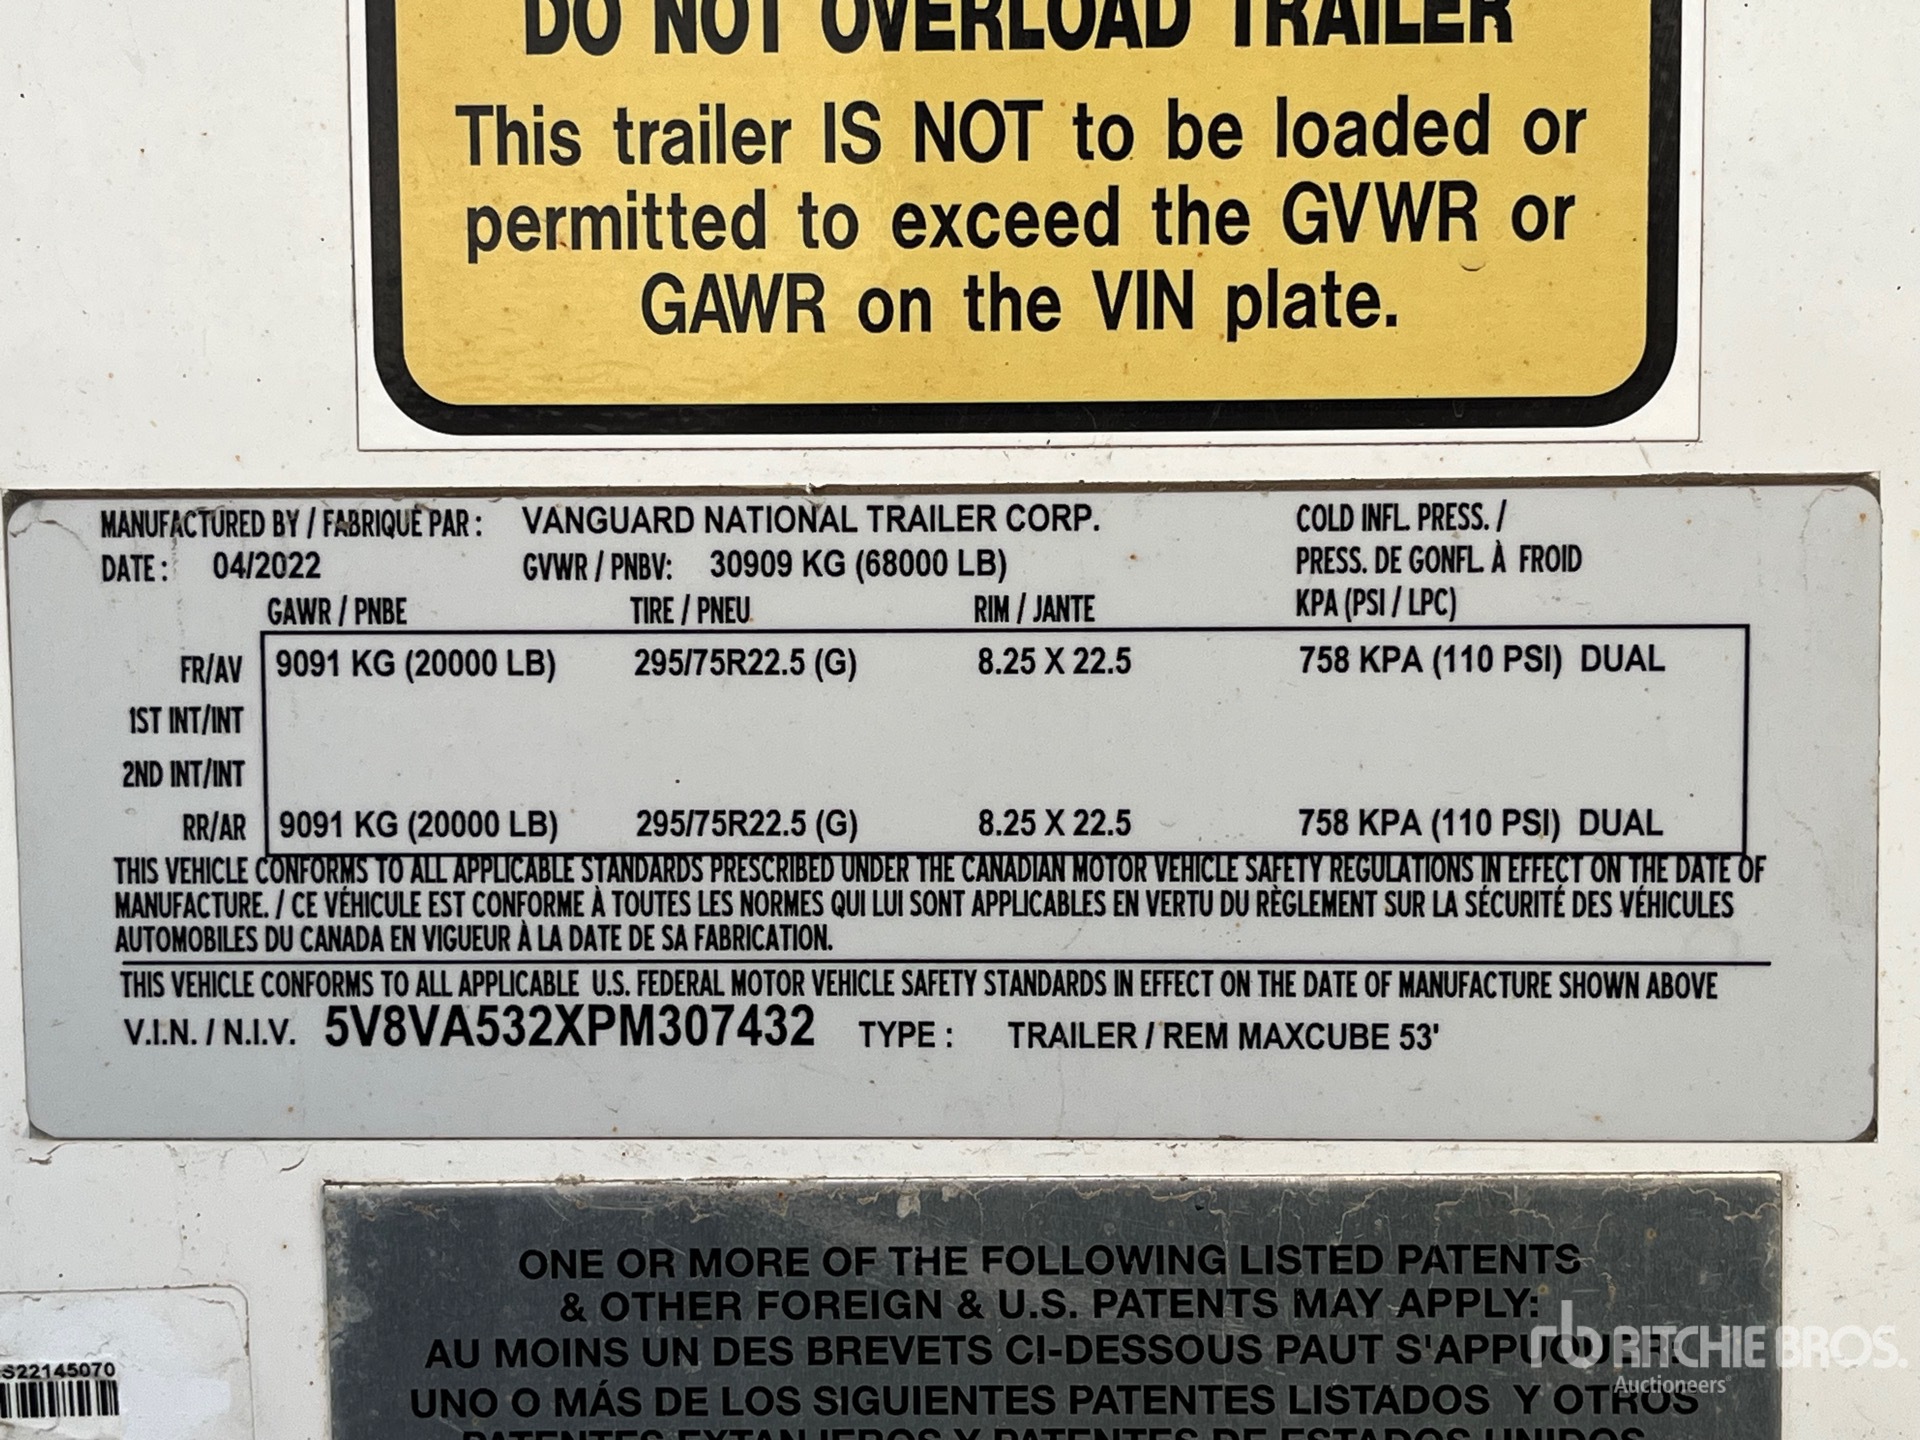 DO NOT OVERLOAD TRAILER
This trailer IS NOT to be loaded or
permitted to exceed the GVWR or
GAWR on the VIN plate.
MANUFACTURED BY / FABRIQUE PAR : VANGUARD NATIONAL TRAILER CORP. COLD INFL. PRESS. /
DATE : 04/2022 GVWR / PNBV: 30909 KG (68000 LB) PRESS. DE GONFL. À FROID
GAWR / PNBE TIRE / PNEU RIM / JANTE KPA (PSI / LPC)
FR/AV 9091 KG (20000 LB) 295/75R22.5 (G) 8.25 X 22.5 758 KPA (110 PSI) DUAL
1ST INT/INT
2ND INT/INT
RR/AR 9091 KG (20000 LB) 295/75R22.5 (G) 8.25 X 22.5 758 KPA (110 PSI) DUAL
THIS VEHICLE CONFORMS TO ALL APPLICABLE STANDARDS PRESCRIBED UNDER THE CANADIAN MOTOR VEHICLE SAFETY REGULATIONS IN EFFECT ON THE DATE OF
MANUFACTURE. / CE VÉHICULE EST CONFORME À TOUTES LES NORMES QUI LUI SONT APPLICABLES EN VERTU DU RÈGLEMENT SUR LA SÉCURITÉ DES VÉHICULES
AUTOMOBILES DU CANADA EN VIGUEUR À LA DATE DE SA FABRICATION.
THIS VEHICLE CONFORMS TO ALL APPLICABLE U.S. FEDERAL MOTOR VEHICLE SAFETY STANDARDS IN EFFECT ON THE DATE OF MANUFACTURE SHOWN ABOVE
V.I.N. / N.I.V. 5V8VA532XPM307432 TYPE : TRAILER / REM MAXCUBE 53'
ONE OR MORE OF THE FOLLOWING LISTED PATENTS
& OTHER FOREIGN & U.S. PATENTS MAY APPLY:
AU MOINS UN DES BREVETS CI-DESSOUS PAUT S'APPUQUER:
UNO O MÁS DE LOS SIGUIENTES PATENTES LISTADOS Y OTROS
PATENTES EXTANJEROS Y PATENTES DE ESTADOS UNIDOS
S22145070
rb RITCHIE BROS.
Auctioneers